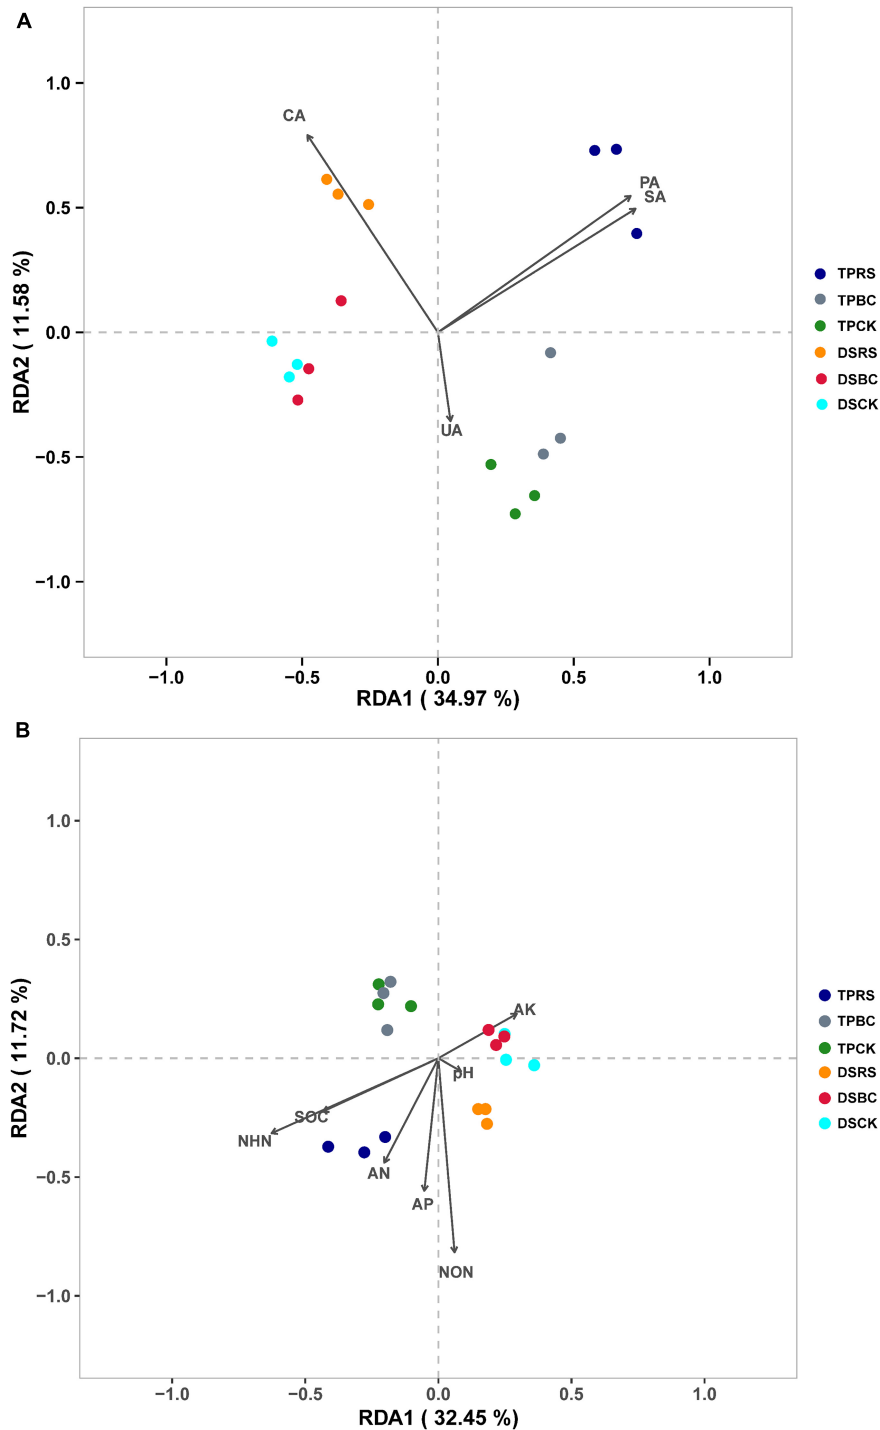 A
1.0
0.5
0.0
−0.5
−1.0
RDA2 ( 11.58 %)
CA
PA
SA
UA
−1.0
−0.5
0.0
0.5
1.0
RDA1 ( 34.97 %)
TPRS
TPBC
TPCK
DSRS
DSBC
DSCK
B
1.0
0.5
0.0
−0.5
−1.0
RDA2 ( 11.72 %)
AK
pH
SOC
NHN
AN
AP
NON
−1.0
−0.5
0.0
0.5
1.0
RDA1 ( 32.45 %)
TPRS
TPBC
TPCK
DSRS
DSBC
DSCK